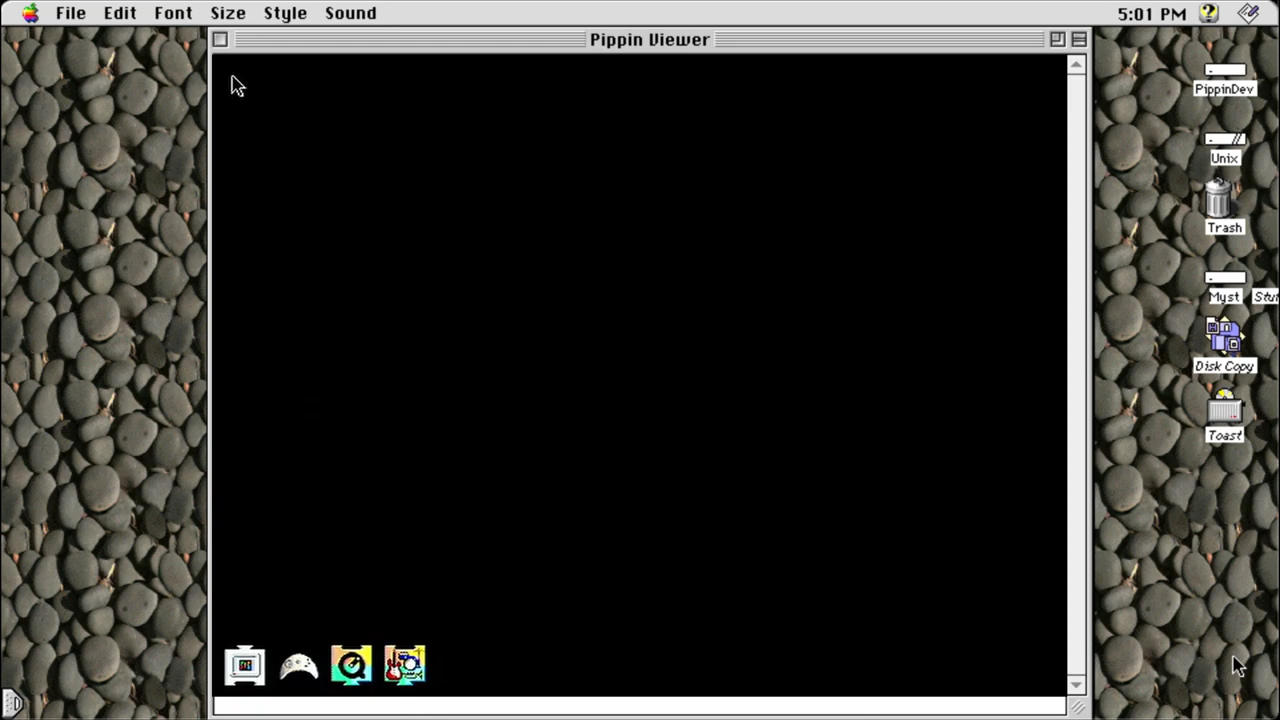 File Edit Font Size Style Sound 5:01 PM
Pippin Viewer
PippinDev
Unix
Trash
Myst
Disk Copy
Toast